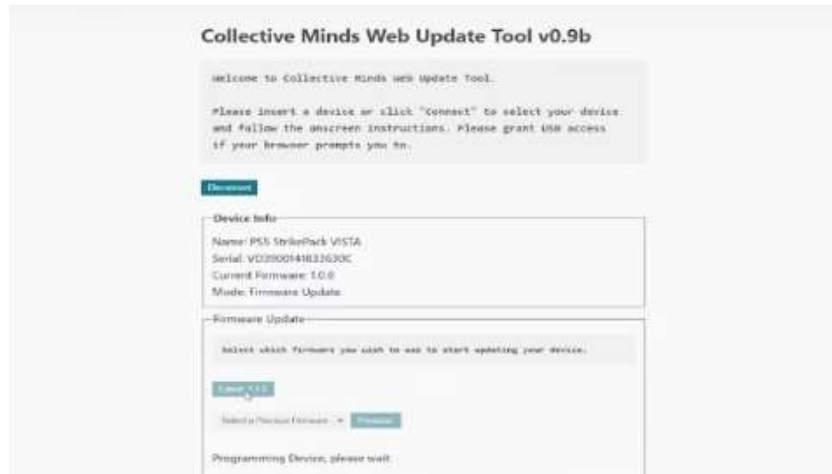 Collective Minds Web Update Tool v0.9b
Welcome to Collective Minds Web Update Tool.
Please insert a device or click "Connect" to select your device
and follow the onscreen instructions. Please grant USB access
if your browser prompts you to.
Disconnect
Device Info
Name: PS5 StrikePack VISTA
Current Firmware: 1.0.0
Mode: Firmware Update
Firmware Update
Select which firmware you wish to use to start updating your device.
Select a Previous Firmware
Programming Device, please wait